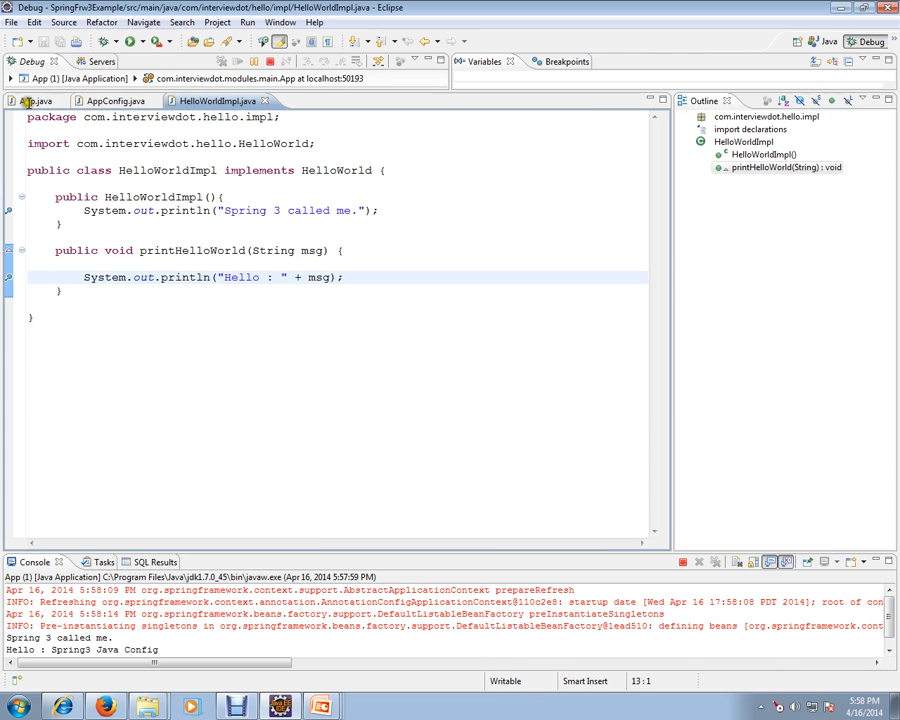 Debug - SpringFrw3Example/src/main/java/com/interviewdot/hello/impl/HelloWorldImpl.java - Eclipse
File Edit Source Refactor Navigate Search Project Run Window Help
Java Debug
Debug Servers
Variables Breakpoints
App (1) [Java Application] com.interviewdot.modules.main.App at localhost:50193
App.java AppConfig.java HelloWorldImpl.java
Outline
package com.interviewdot.hello.impl;
import com.interviewdot.hello.HelloWorld;
public class HelloWorldImpl implements HelloWorld {
public HelloWorldImpl(){
System.out.println("Spring 3 called me.");
}
public void printHelloWorld(String msg) {
System.out.println("Hello : " + msg);
}
}
com.interviewdot.hello.impl
import declarations
HelloWorldImpl
HelloWorldImpl()
printHelloWorld(String) : void
Console Tasks SQL Results
App (1) [Java Application] C:\Program Files\Java\jdk1.7.0_45\bin\javaw.exe (Apr 16, 2014 5:57:59 PM)
Apr 16, 2014 5:58:09 PM org.springframework.context.support.AbstractApplicationContext prepareRefresh
INFO: Refreshing org.springframework.context.annotation.AnnotationConfigApplicationContext@110c2e8: startup date [Wed Apr 16 17:58:08 PDT 2014]; root of con
Apr 16, 2014 5:58:14 PM org.springframework.beans.factory.support.DefaultListableBeanFactory preInstantiateSingletons
INFO: Pre-instantiating singletons in org.springframework.beans.factory.support.DefaultListableBeanFactory@1ead510: defining beans [org.springframework.cont
Spring 3 called me.
Hello : Spring3 Java Config
Writable Smart Insert 13 : 1
5:58 PM
4/16/2014